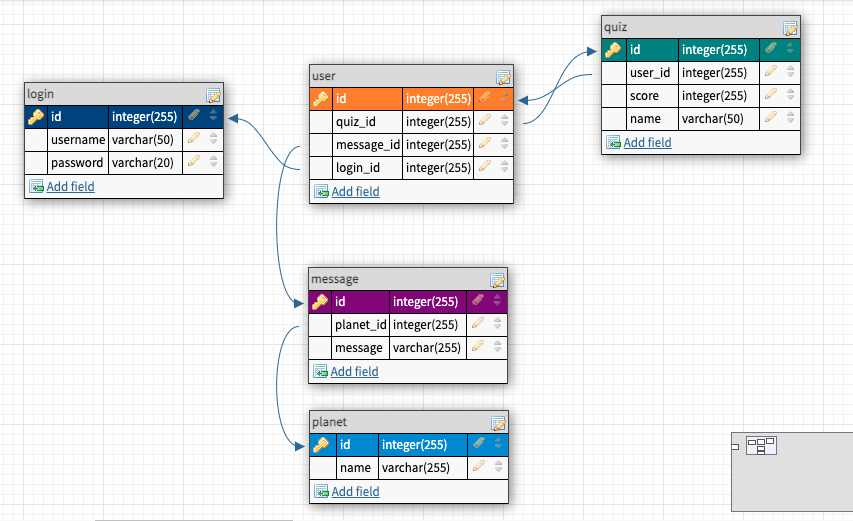 login
id integer(255)
username varchar(50)
password varchar(20)
Add field
user
id integer(255)
quiz_id integer(255)
message_id integer(255)
login_id integer(255)
Add field
quiz
id integer(255)
user_id integer(255)
score integer(255)
name varchar(50)
Add field
message
id integer(255)
planet_id integer(255)
message varchar(255)
Add field
planet
id integer(255)
name varchar(255)
Add field